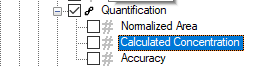 Quantification
# Normalized Area
# Calculated Concentration
# Accuracy